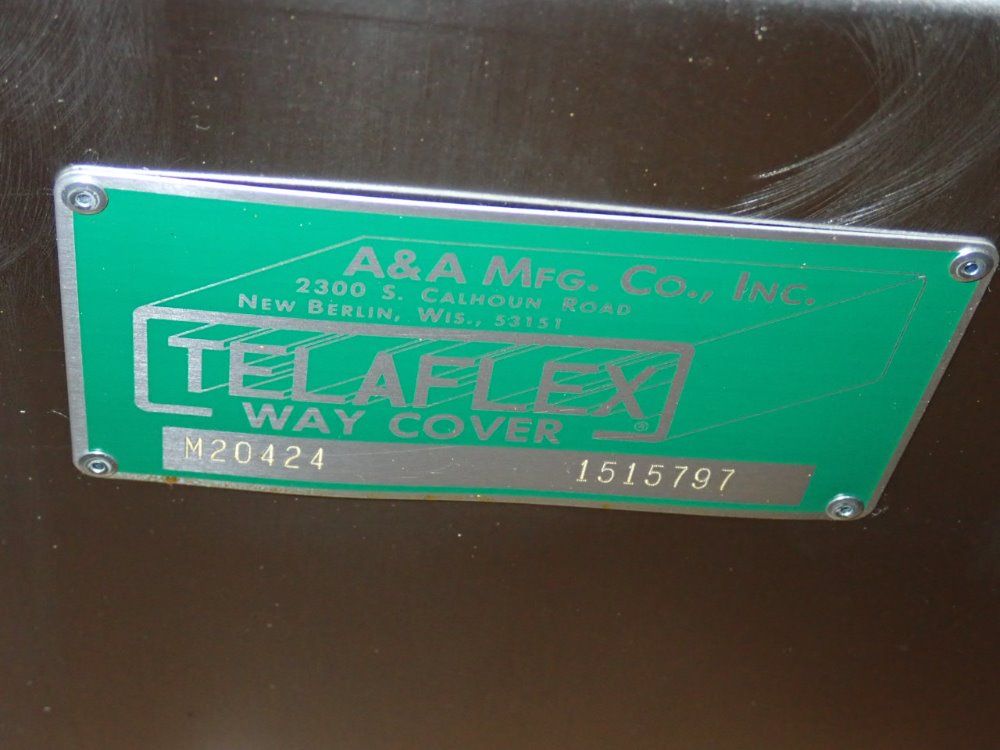 A&A MFG. CO., INC.
2300 S. CALHOUN ROAD
NEW BERLIN, WIS., 53151
TELAFLEX®
WAY COVER
M20424 1515797